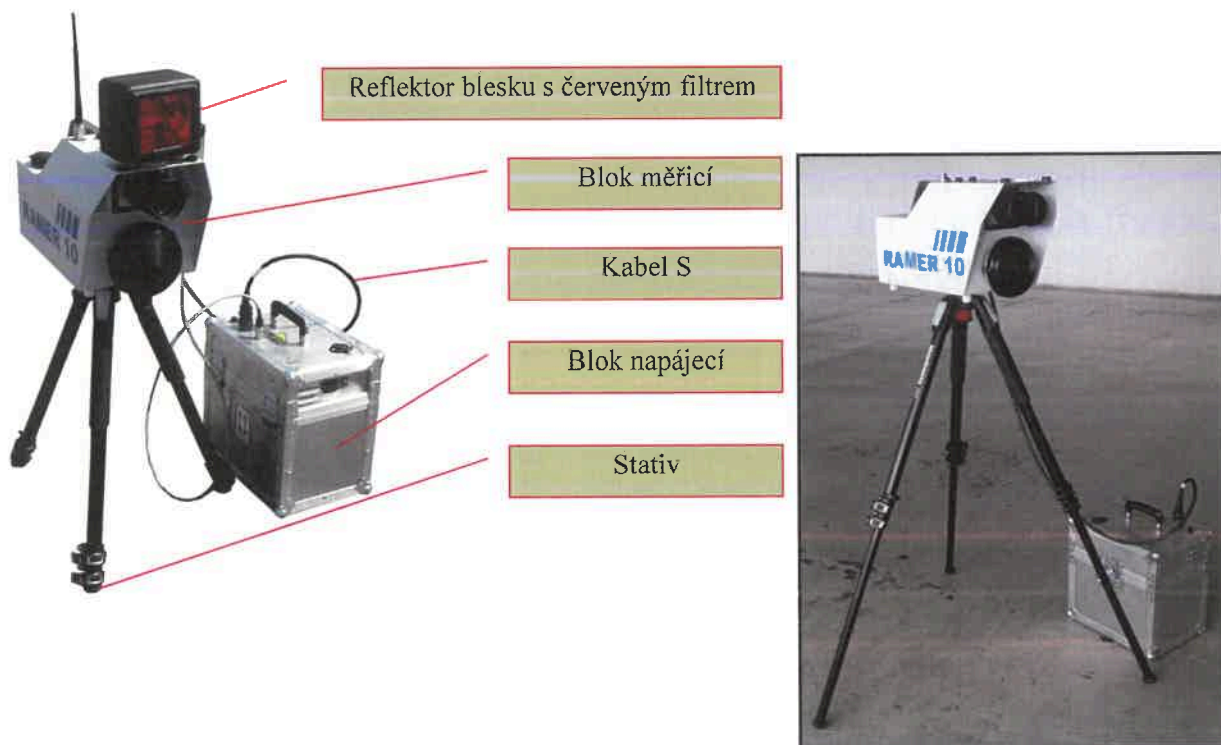 Reflektor blesku s červeným filtrem
Blok měřicí
RAMER 10
Kabel S
Blok napájecí
Stativ
RAMER 10